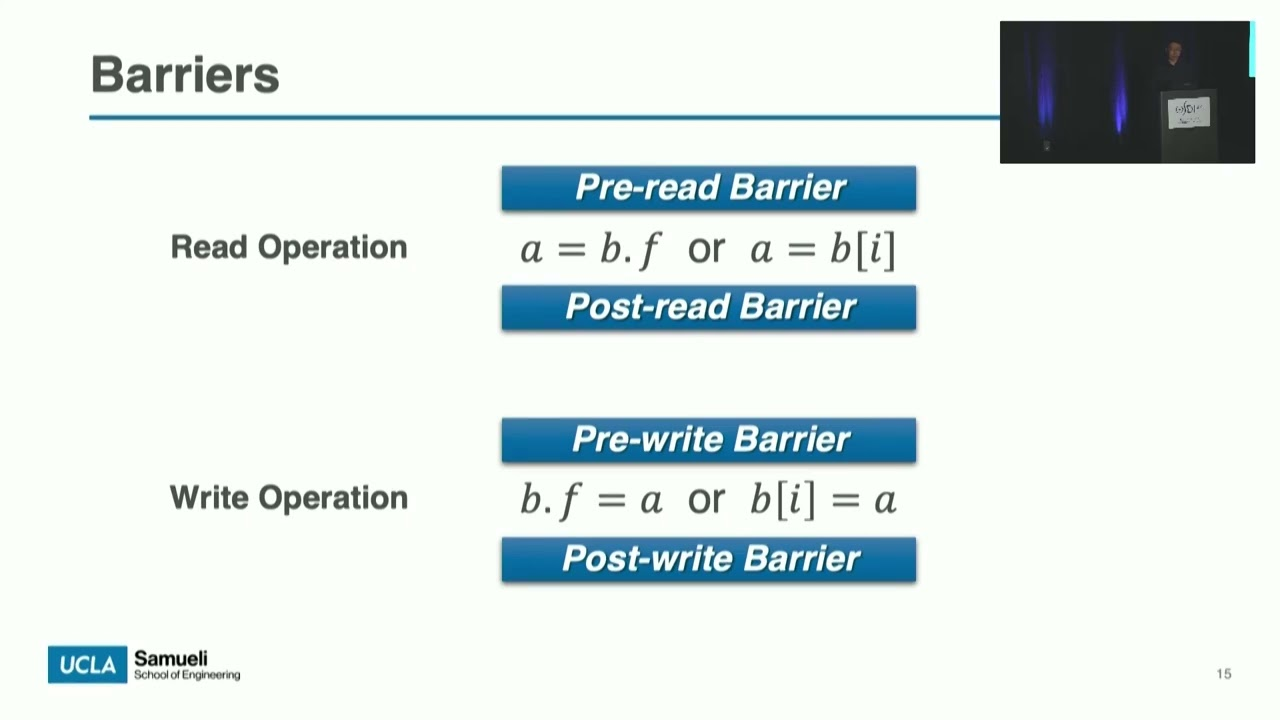 Barriers
Pre-read Barrier
Read Operation
a = b.f or a = b[i]
Post-read Barrier
Pre-write Barrier
Write Operation
b.f = a or b[i] = a
Post-write Barrier
UCLA
Samueli
School of Engineering
15